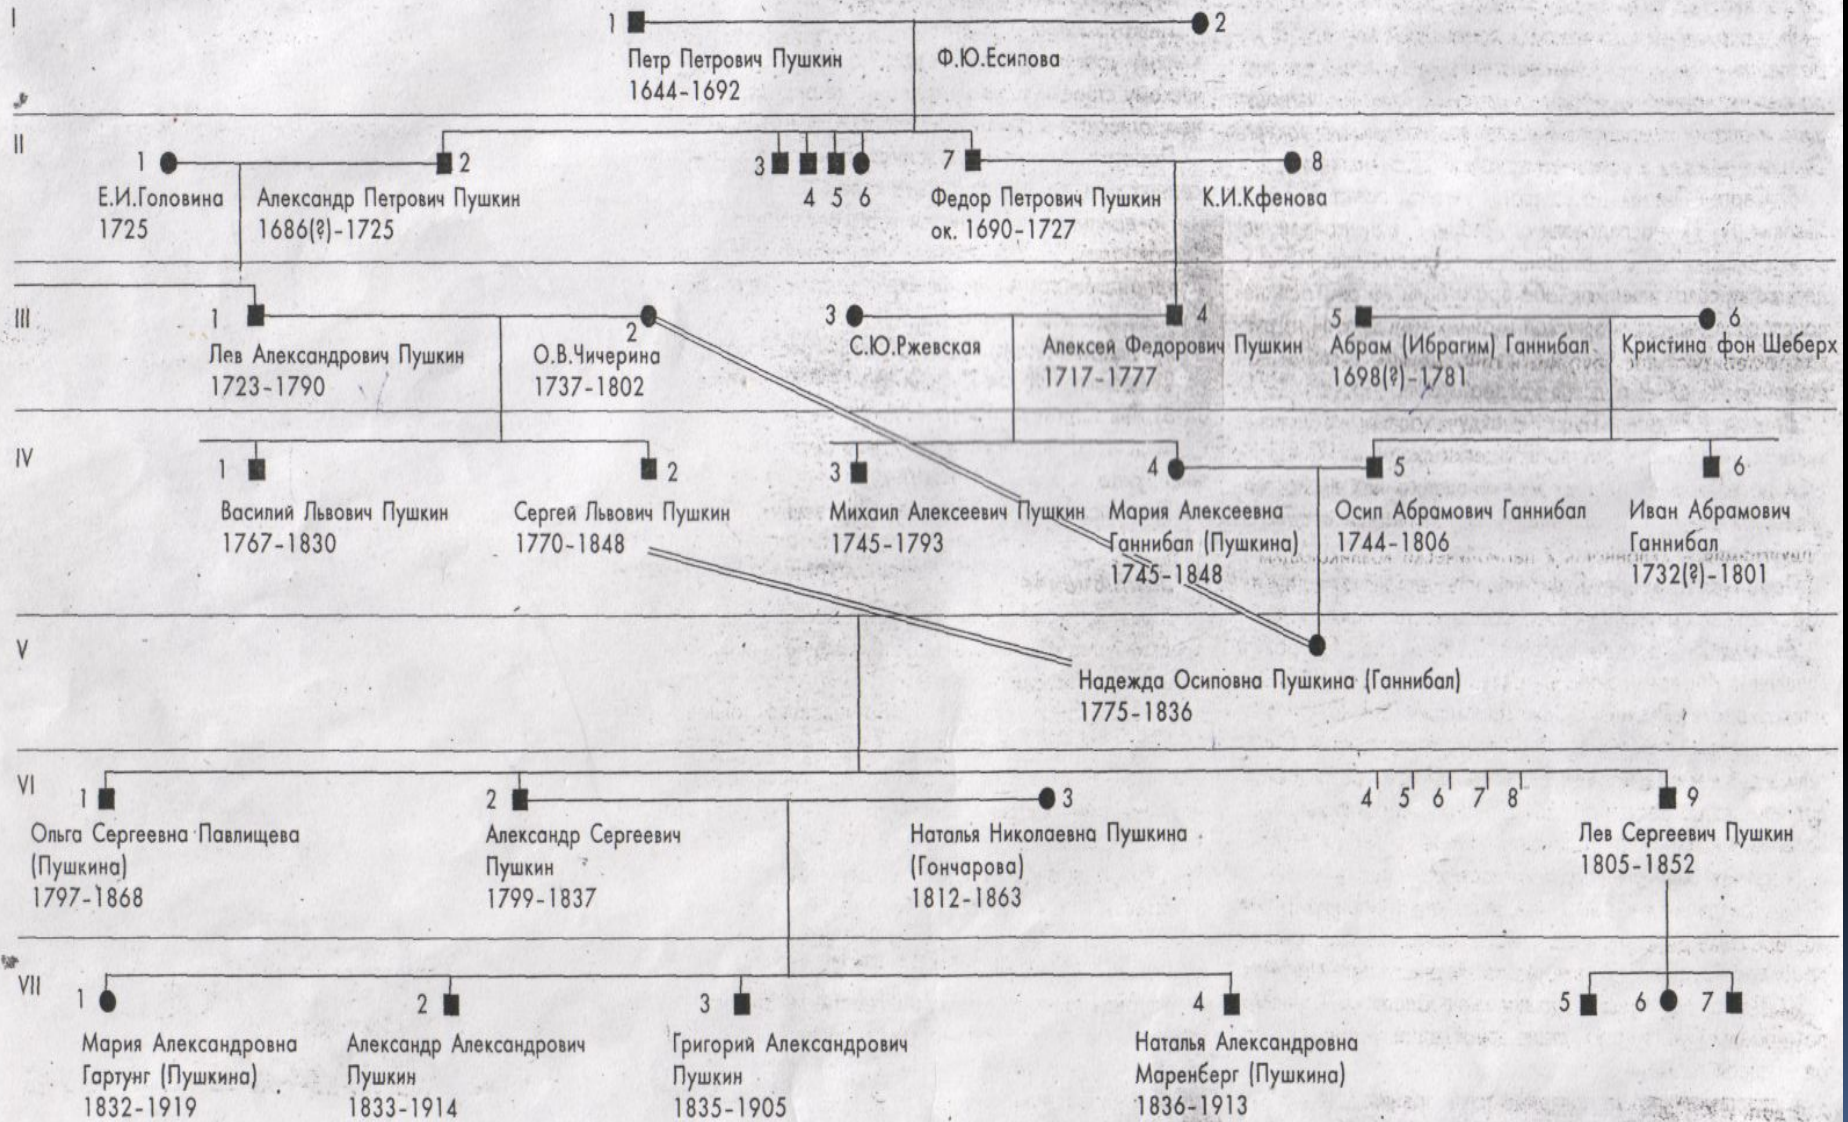 I
1 2
Петр Петрович Пушкин Ф.Ю.Есипова
1644-1692
II
1 2 3 4 5 6 7 8
Е.И.Головина Александр Петрович Пушкин Федор Петрович Пушкин К.И.Кфенова
1725 1686(?)-1725 ок. 1690-1727
III
1 2 3 4 5 6
Лев Александрович Пушкин О.В.Чичерина С.Ю.Ржевская Алексей Федорович Пушкин Абрам (Ибрагим) Ганнибал Кристина фон Шеберх
1723-1790 1737-1802 1717-1777 1698(?)-1781
IV
1 2 3 4 5 6
Василий Львович Пушкин Сергей Львович Пушкин Михаил Алексеевич Пушкин Мария Алексеевна Осип Абрамович Ганнибал Иван Абрамович
1767-1830 1770-1848 1745-1793 Ганнибал (Пушкина) 1744-1806 Ганнибал
1745-1848 1732(?)-1801
V
Надежда Осиповна Пушкина (Ганнибал)
1775-1836
VI
1 2 3 4 5 6 7 8 9
Ольга Сергеевна Павлищева Александр Сергеевич Наталья Николаевна Пушкина Лев Сергеевич Пушкин
(Пушкина) Пушкин (Гончарова) 1805-1852
1797-1868 1799-1837 1812-1863
VII
1 2 3 4 5 6 7
Мария Александровна Александр Александрович Григорий Александрович Наталья Александровна
Гартунг (Пушкина) Пушкин Пушкин Маренберг (Пушкина)
1832-1919 1833-1914 1835-1905 1836-1913